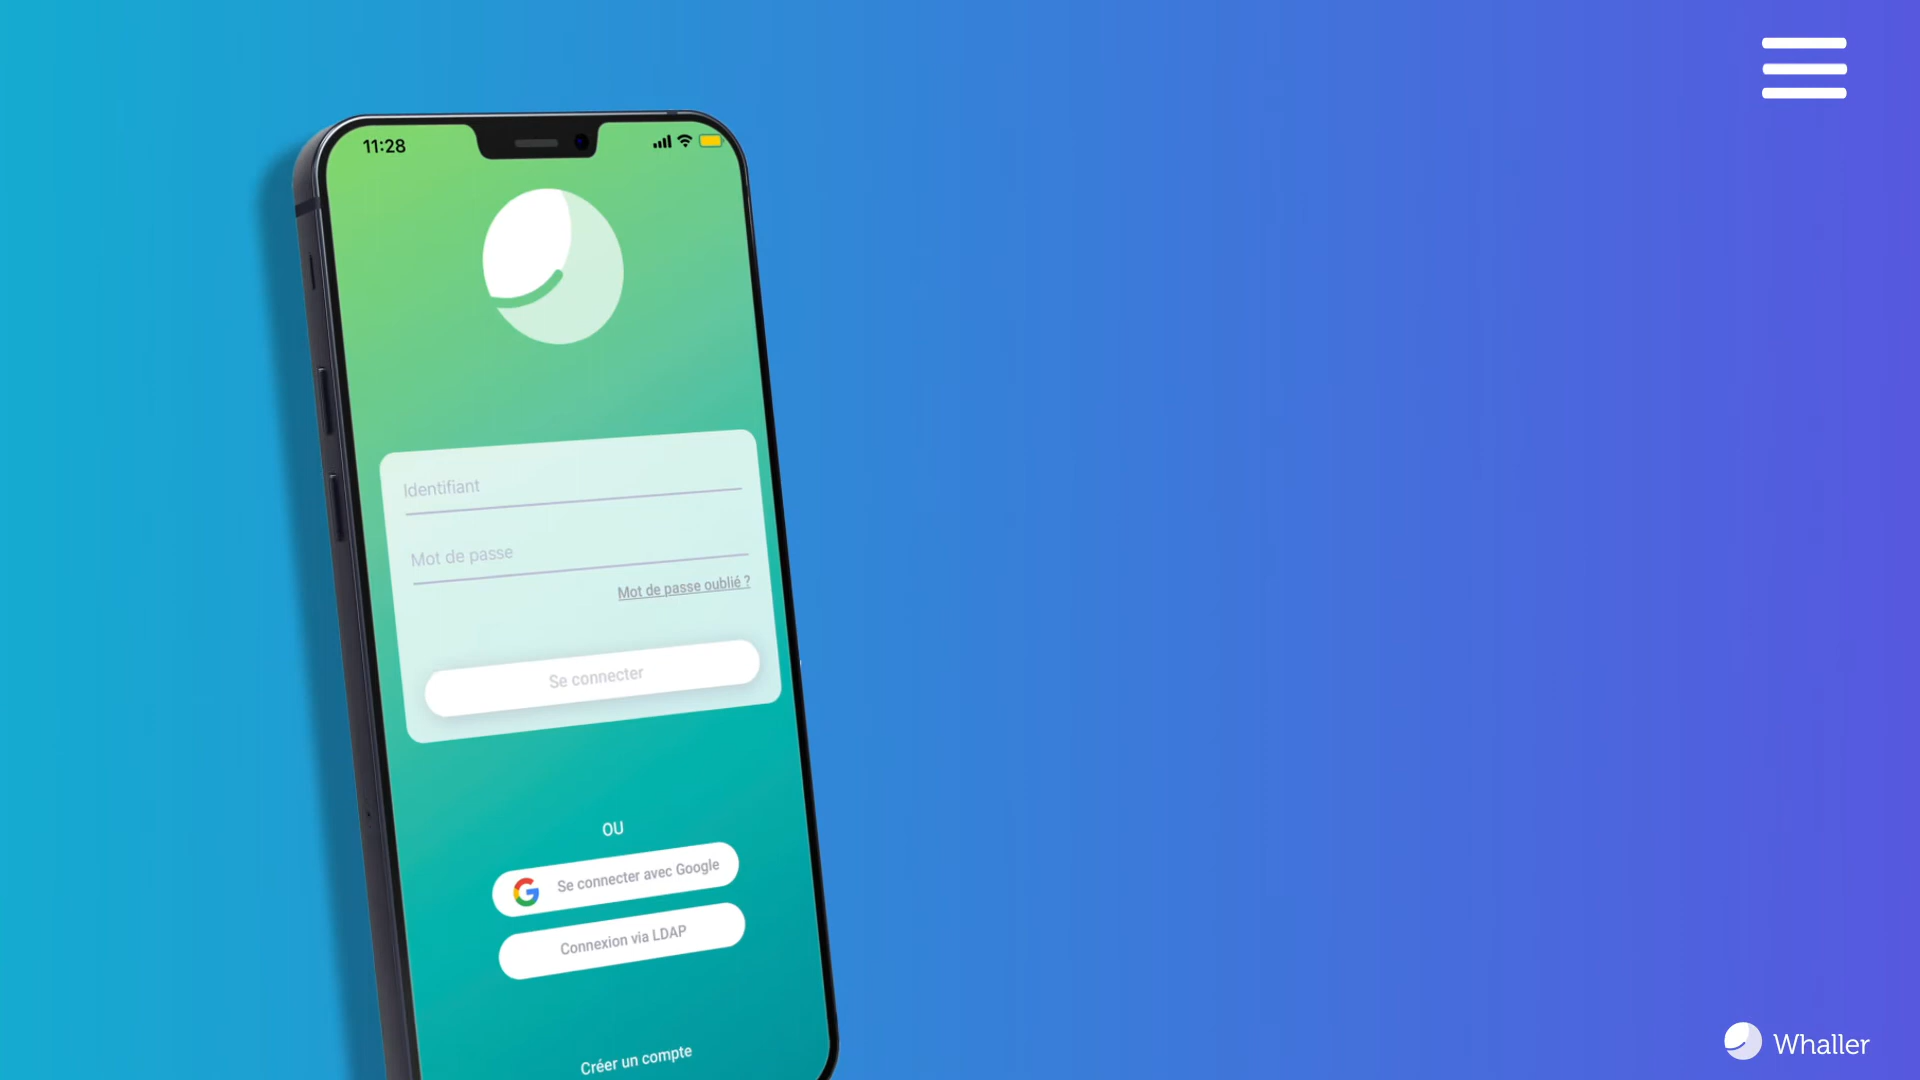 11:28
Identifiant
Mot de passe
Mot de passe oublié ?
Se connecter
OU
Se connecter avec Google
Connexion via LDAP
Créer un compte
Whaller